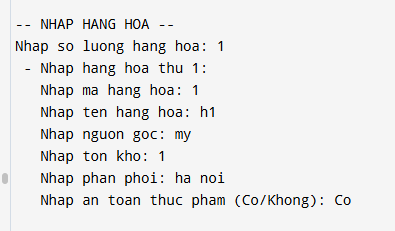 -- NHAP HANG HOA --
Nhap so luong hang hoa: 1
- Nhap hang hoa thu 1:
Nhap ma hang hoa: 1
Nhap ten hang hoa: h1
Nhap nguon goc: my
Nhap ton kho: 1
Nhap phan phoi: ha noi
Nhap an toan thuc pham (Co/Khong): Co